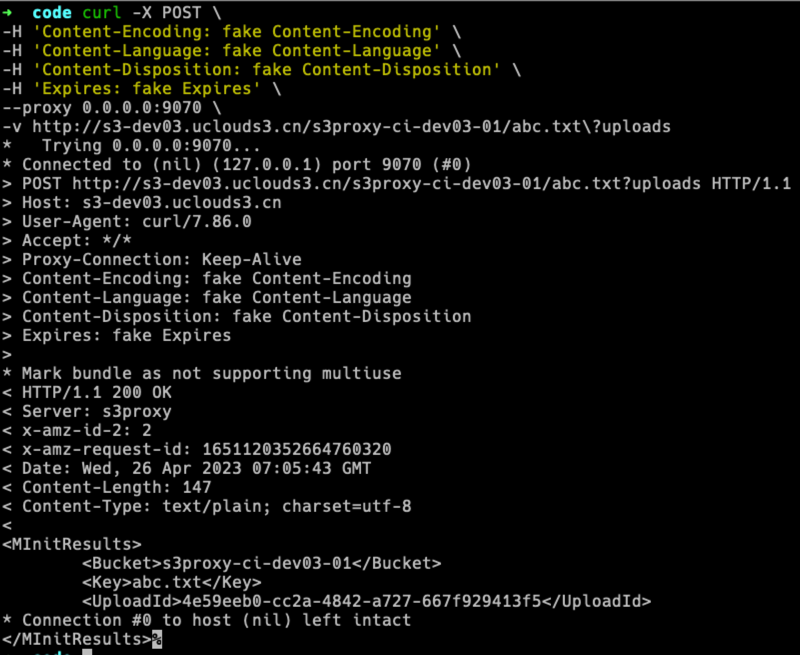 → code curl -X POST \
-H 'Content-Encoding: fake Content-Encoding' \
-H 'Content-Language: fake Content-Language' \
-H 'Content-Disposition: fake Content-Disposition' \
-H 'Expires: fake Expires' \
--proxy 0.0.0.0:9070 \
-v http://s3-dev03.uclouds3.cn/s3proxy-ci-dev03-01/abc.txt\?uploads
*   Trying 0.0.0.0:9070...
* Connected to (nil) (127.0.0.1) port 9070 (#0)
> POST http://s3-dev03.uclouds3.cn/s3proxy-ci-dev03-01/abc.txt?uploads HTTP/1.1
> Host: s3-dev03.uclouds3.cn
> User-Agent: curl/7.86.0
> Accept: */*
> Proxy-Connection: Keep-Alive
> Content-Encoding: fake Content-Encoding
> Content-Language: fake Content-Language
> Content-Disposition: fake Content-Disposition
> Expires: fake Expires
>
* Mark bundle as not supporting multiuse
< HTTP/1.1 200 OK
< Server: s3proxy
< x-amz-id-2: 2
< x-amz-request-id: 1651120352664760320
< Date: Wed, 26 Apr 2023 07:05:43 GMT
< Content-Length: 147
< Content-Type: text/plain; charset=utf-8
<
<MInitResults>
        <Bucket>s3proxy-ci-dev03-01</Bucket>
        <Key>abc.txt</Key>
        <UploadId>4e59eeb0-cc2a-4842-a727-667f929413f5</UploadId>
* Connection #0 to host (nil) left intact
</MInitResults>%